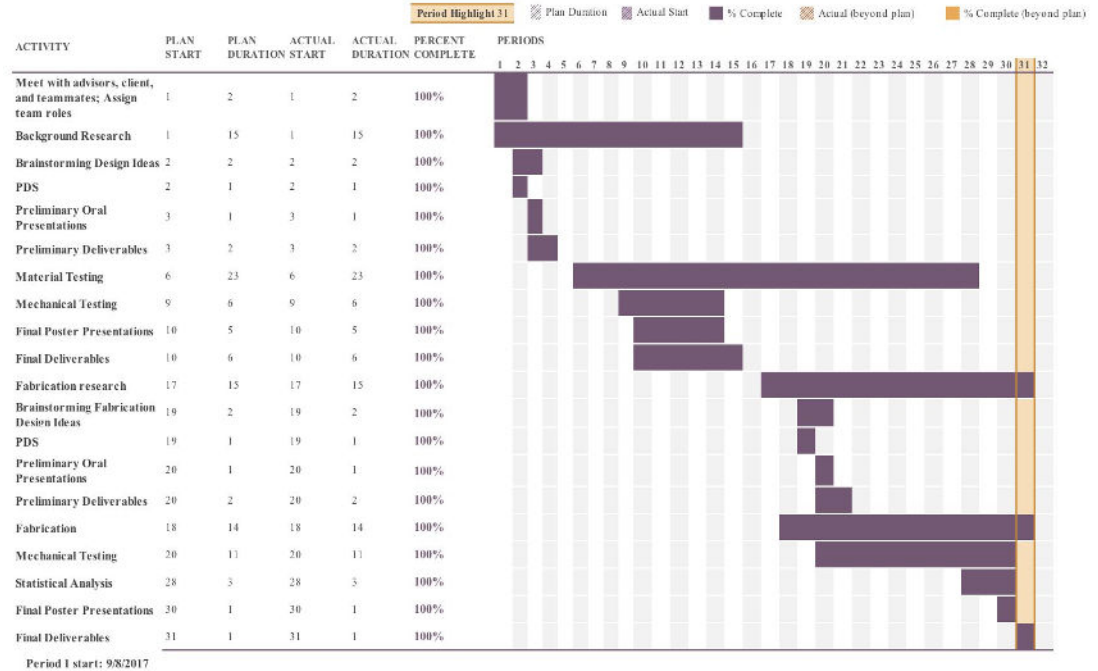 Period Highlight 31 Plan Duration Actual Start % Complete Actual (beyond plan) % Complete (beyond plan)
ACTIVITY PLAN START PLAN DURATION ACTUAL START ACTUAL DURATION PERCENT COMPLETE PERIODS
1 2 3 4 5 6 7 8 9 10 11 12 13 14 15 16 17 18 19 20 21 22 23 24 25 26 27 28 29 30 31 32
Meet with advisors, client,
and teammates; Assign 1 2 1 2 100%
team roles
Background Research 1 15 1 15 100%
Brainstorming Design Ideas 2 2 2 2 100%
PDS 2 1 2 1 100%
Preliminary Oral
Presentations 3 1 3 1 100%
Preliminary Deliverables 3 2 3 2 100%
Material Testing 6 23 6 23 100%
Mechanical Testing 9 6 9 6 100%
Final Poster Presentations 10 5 10 5 100%
Final Deliverables 10 6 10 6 100%
Fabrication research 17 15 17 15 100%
Brainstorming Fabrication
Design Ideas 19 2 19 2 100%
PDS 19 1 19 1 100%
Preliminary Oral
Presentations 20 1 20 1 100%
Preliminary Deliverables 20 2 20 2 100%
Fabrication 18 14 18 14 100%
Mechanical Testing 20 11 20 11 100%
Statistical Analysis 28 3 28 3 100%
Final Poster Presentations 30 1 30 1 100%
Final Deliverables 31 1 31 1 100%
Period 1 start: 9/8/2017